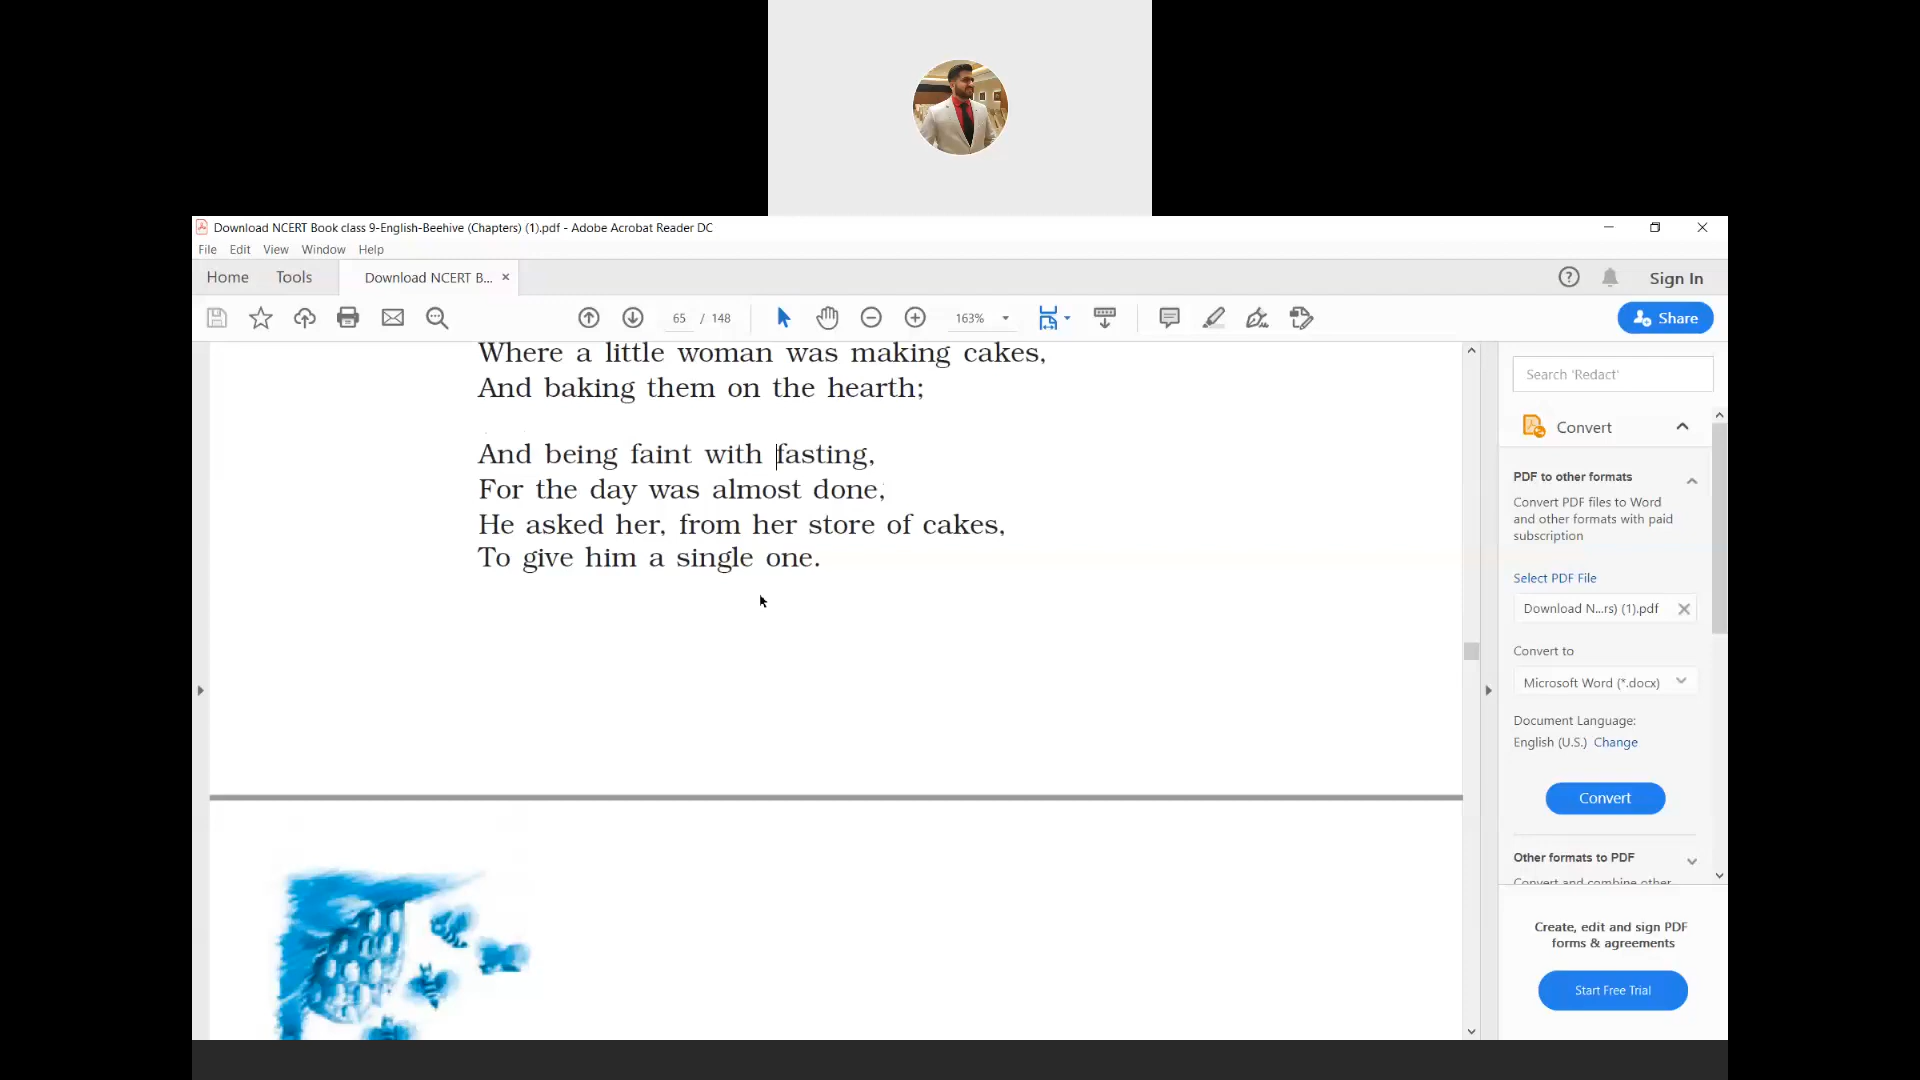 Download NCERT Book class 9-English-Beehive (Chapters) (1).pdf - Adobe Acrobat Reader DC
File Edit View Window Help
Home Tools Download NCERT B... × Sign In
65 / 148 163% Share
Where a little woman was making cakes,
And baking them on the hearth;
And being faint with fasting,
For the day was almost done,
He asked her, from her store of cakes,
To give him a single one.
Search 'Redact'
Convert
PDF to other formats
Convert PDF files to Word
and other formats with paid
subscription
Select PDF File
Download N...rs) (1).pdf
Convert to
Microsoft Word (*.docx)
Document Language:
English (U.S.) Change
Convert
Other formats to PDF
Convert and combine other
Create, edit and sign PDF
forms & agreements
Start Free Trial